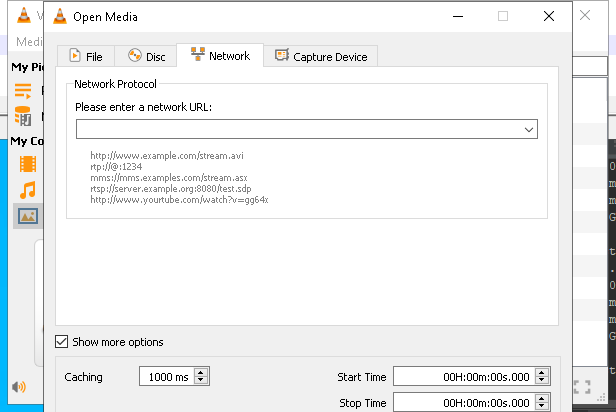 V
Open Media
Medi
File
Disc
Network
Capture Device
My Pi
Network Protocol
Please enter a network URL:
My Co
http://www.example.com/stream.avi
rtp://@:1234
mms://mms.examples.com/stream.asx
rtsp://server.example.org:8080/test.sdp
http://www.yourtube.com/watch?v=gg64x
Show more options
Caching
1000 ms
Start Time
00H:00m:00s.000
Stop Time
00H:00m:00s.000